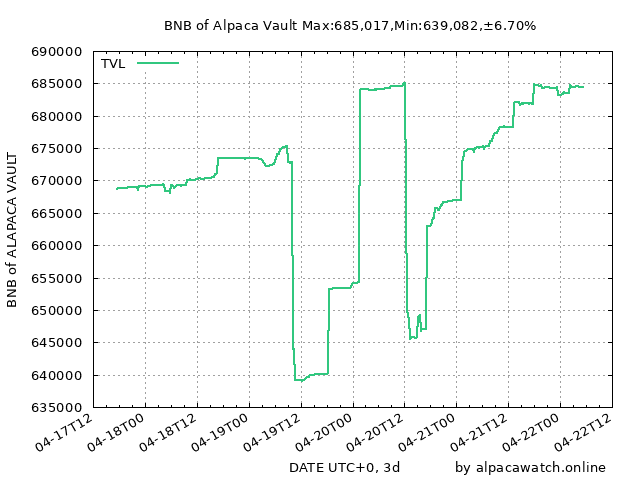 BNB of Alpaca Vault Max:685,017,Min:639,082,±6.70%
TVL
690000
685000
680000
675000
670000
665000
660000
655000
650000
645000
640000
635000
BNB of ALAPACA VAULT
04-17T12
04-18T00
04-18T12
04-19T00
04-19T12
04-20T00
04-20T12
04-21T00
04-21T12
04-22T00
04-22T12
DATE UTC+0, 3d
by alpacawatch.online